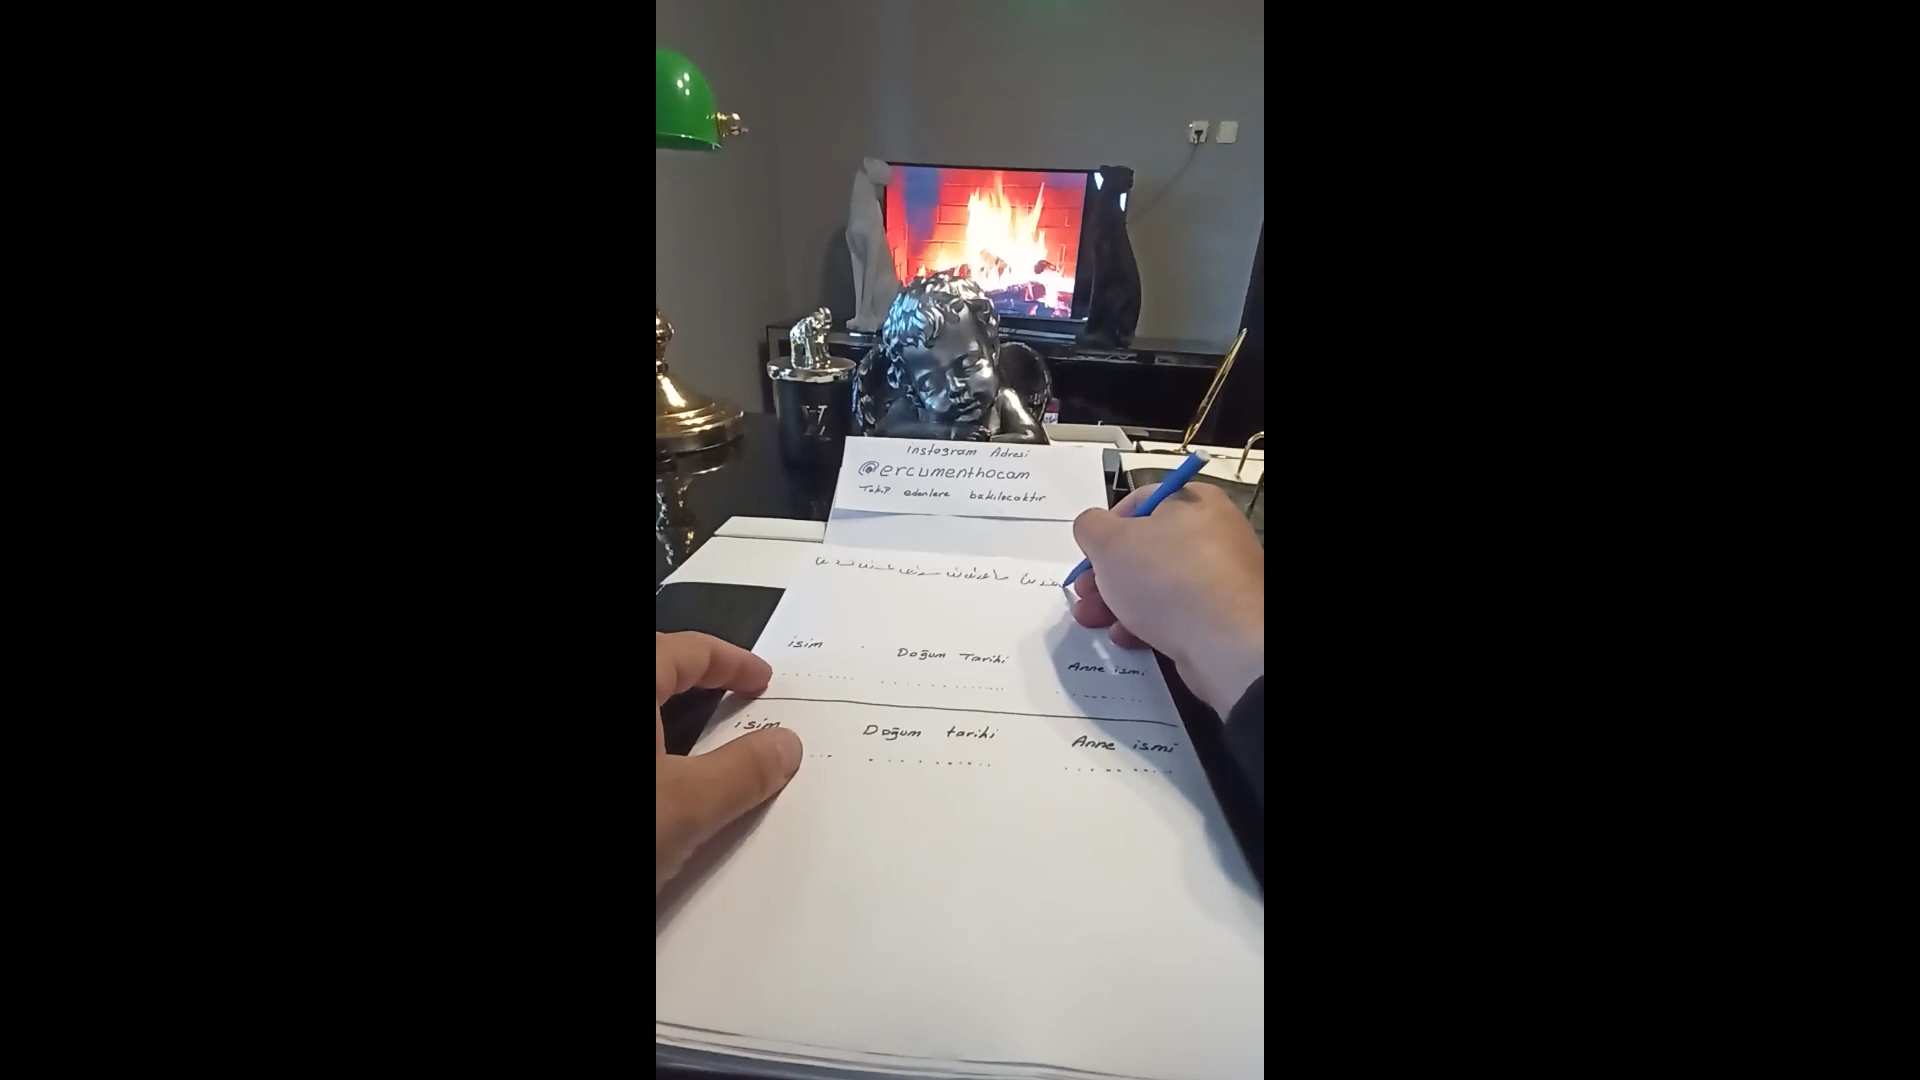 instagram Adresi
@ercumenthocam
Takip edenlere bakılacaktır
isim Doğum Tarihi Anne ismi
isim Doğum tarihi Anne ismi